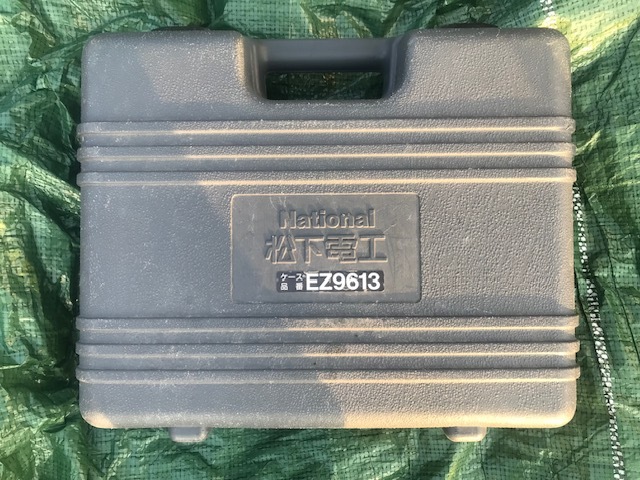 National
松下電工
ケース品番 EZ9613